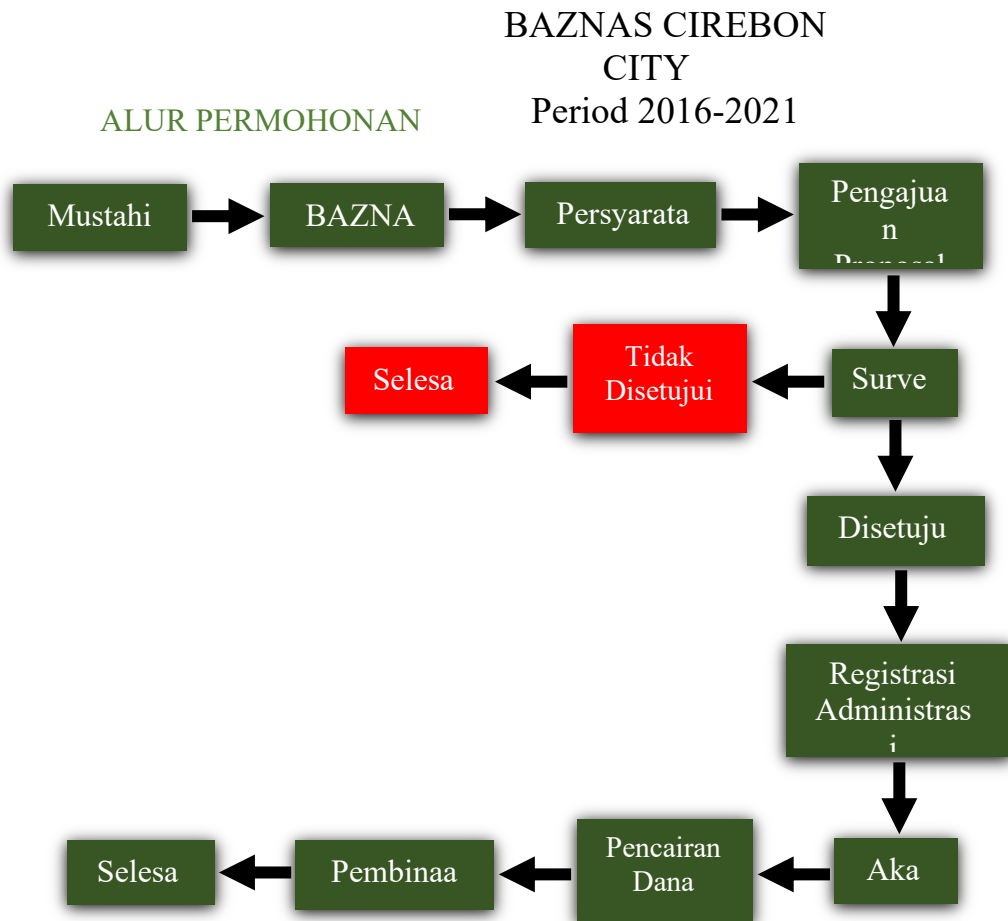 BAZNAS CIREBON
CITY
Period 2016-2021
ALUR PERMOHONAN
Mustahi
BAZNA
Persyarata
Pengajua
n
Proposal
Selesa
Tidak
Disetujui
Surve
Disetuju
Registrasi
Administras
i
Selesa
Pembinaa
Pencairan
Dana
Aka